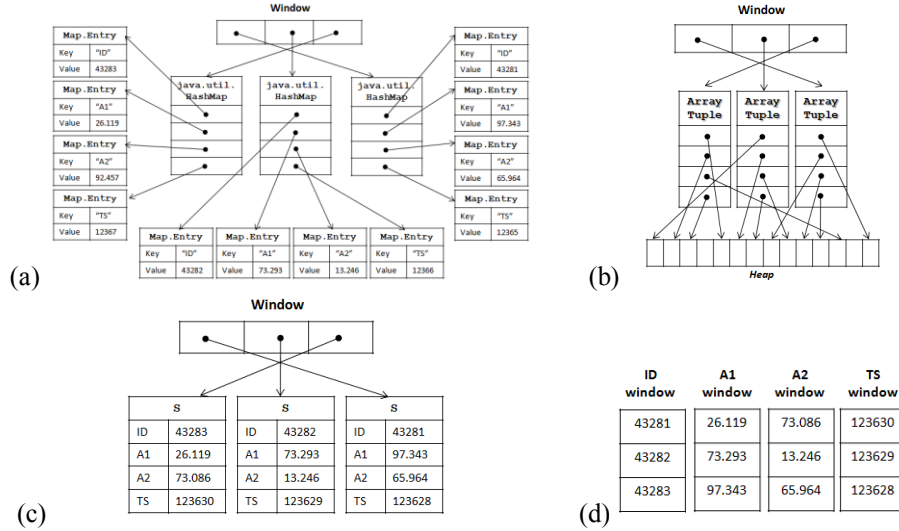 Window
Map.Entry
Key "ID"
Value 43283
Map.Entry
Key "A1"
Value 26.119
Map.Entry
Key "A2"
Value 92.457
Map.Entry
Key "TS"
Value 12367
java.util.
HashMap
java.util.
HashMap
java.util.
HashMap
Map.Entry
Key "ID"
Value 43281
Map.Entry
Key "A1"
Value 97.343
Map.Entry
Key "A2"
Value 65.964
Map.Entry
Key "TS"
Value 12365
Map.Entry
Key "ID"
Value 43282
Map.Entry
Key "A1"
Value 73.293
Map.Entry
Key "A2"
Value 13.246
Map.Entry
Key "TS"
Value 12366
(a)
Window
Array
Tuple
Array
Tuple
Array
Tuple
Heap
(b)
Window
S
ID 43283
A1 26.119
A2 73.086
TS 123630
S
ID 43282
A1 73.293
A2 13.246
TS 123629
S
ID 43281
A1 97.343
A2 65.964
TS 123628
(c)
ID A1 A2 TS
window window window window
43281 26.119 73.086 123630
43282 73.293 13.246 123629
43283 97.343 65.964 123628
(d)